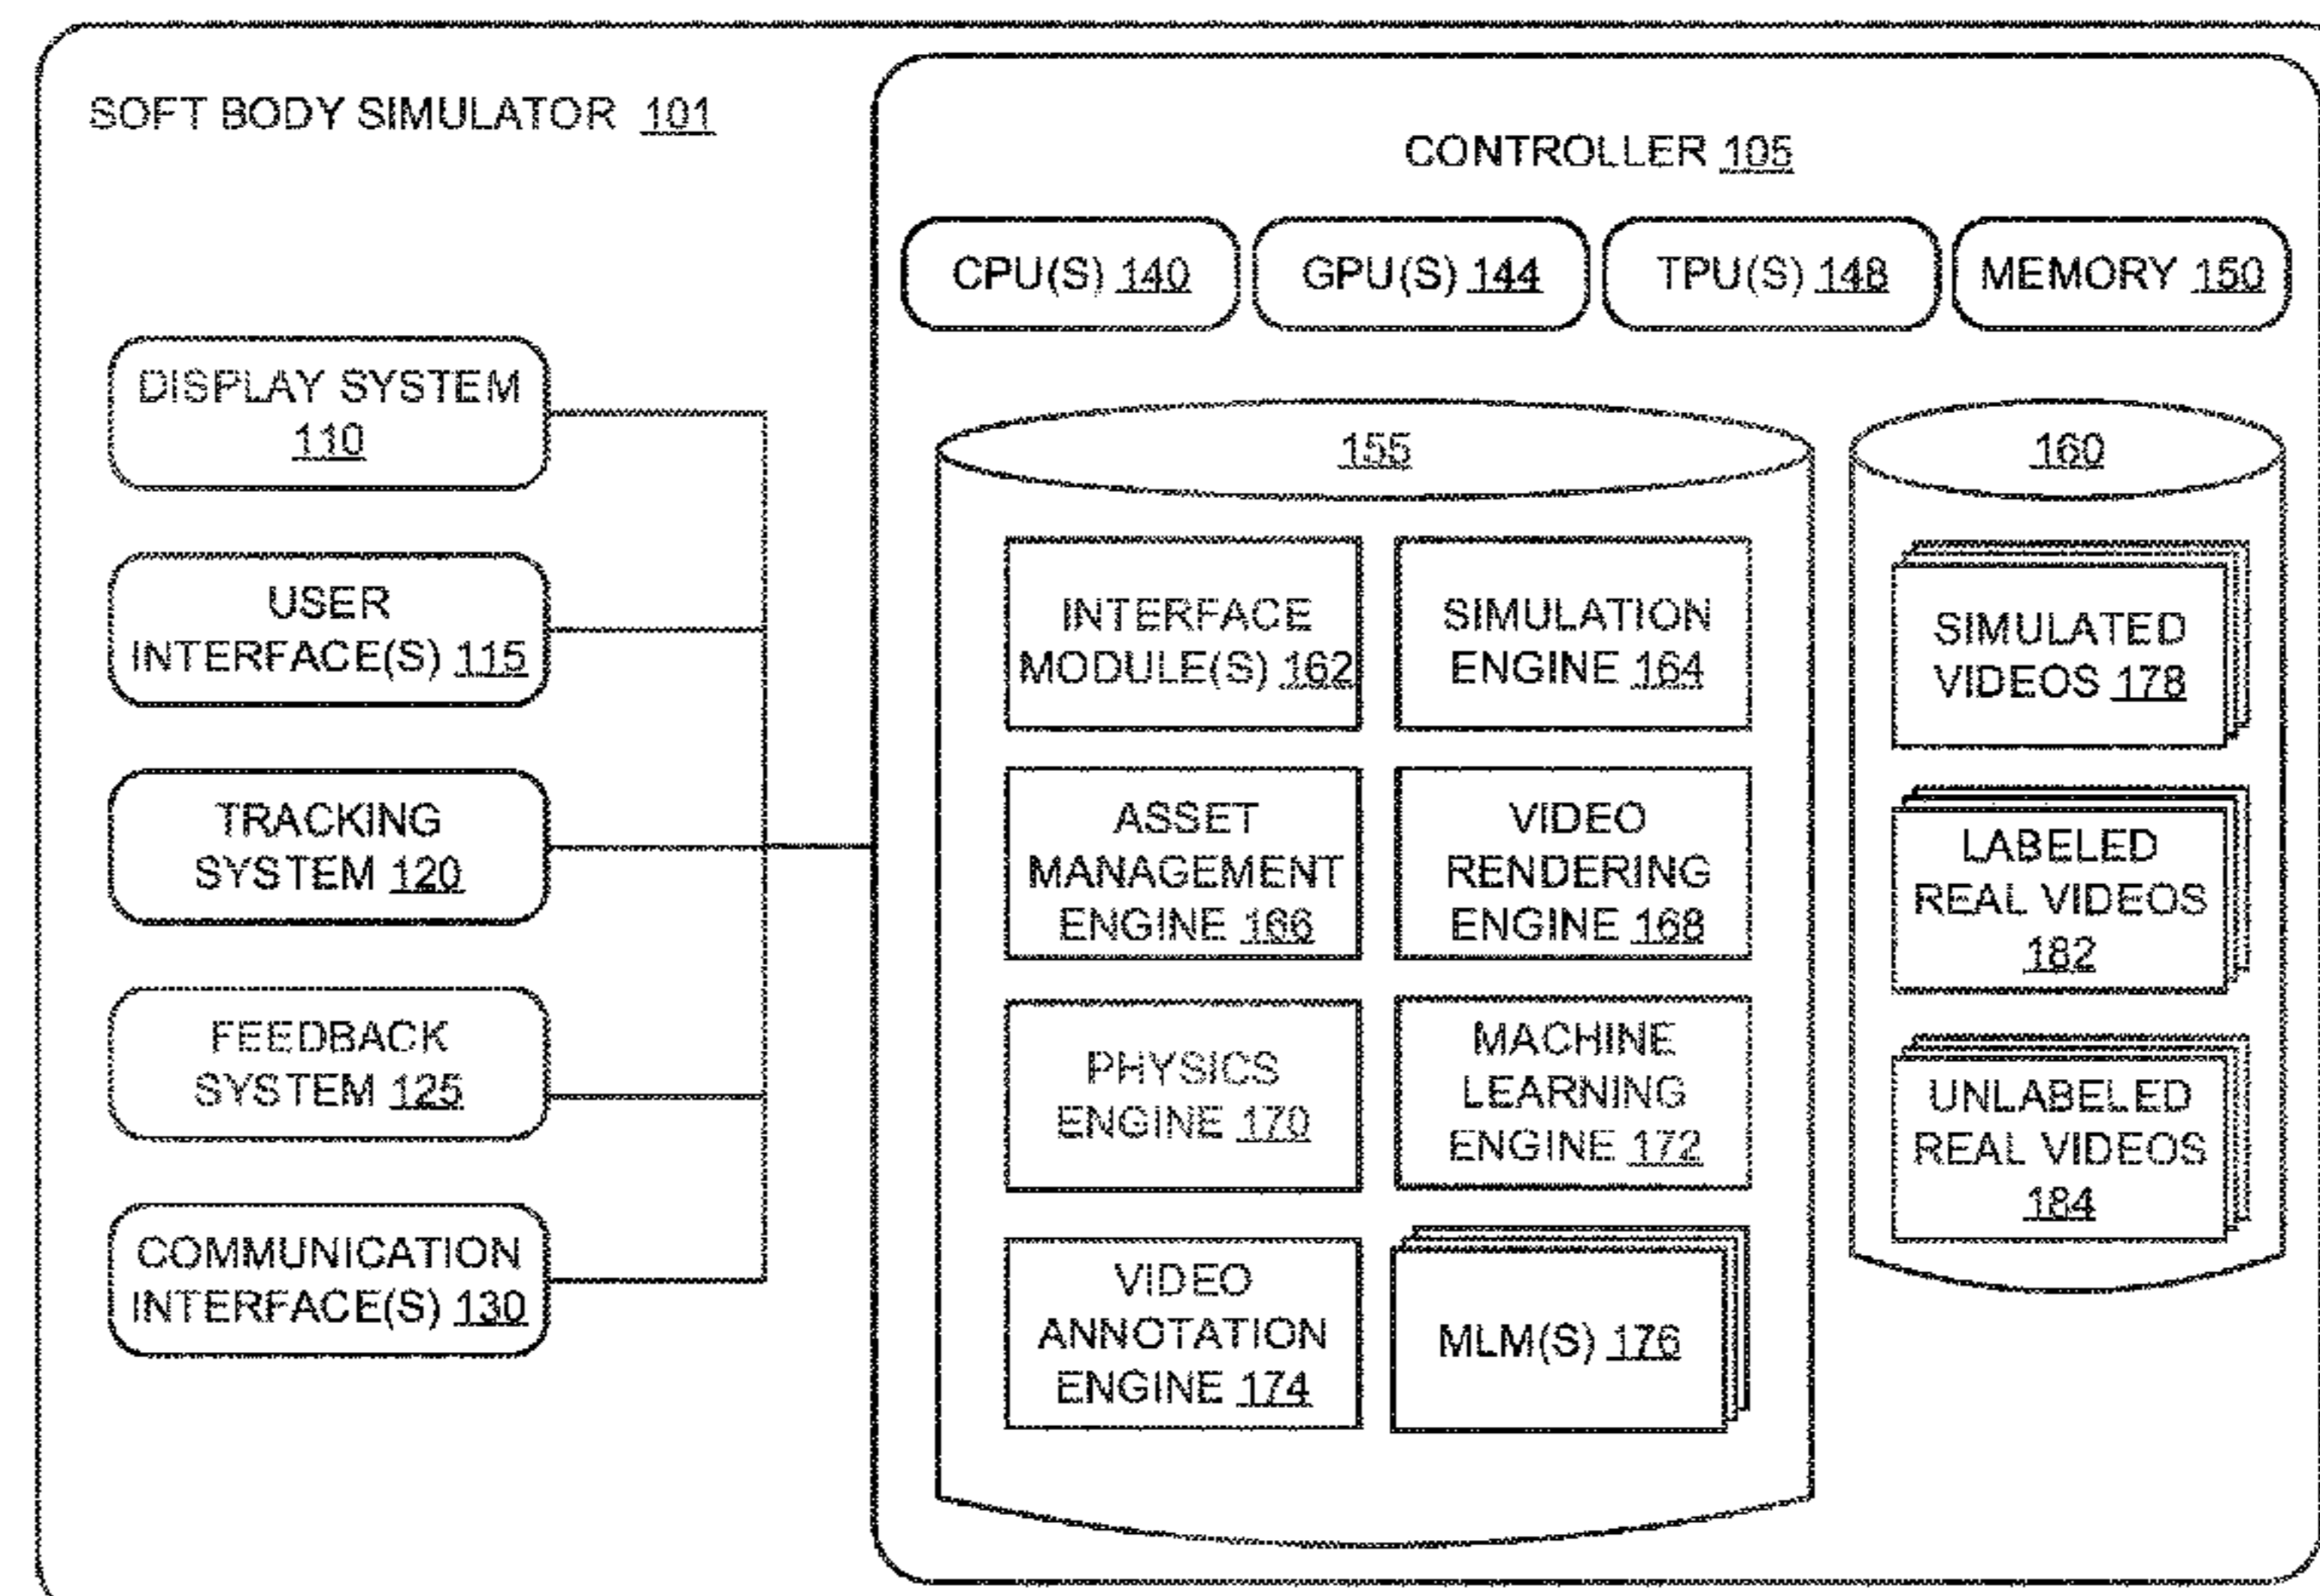 SOFT BODY SIMULATOR 101
CONTROLLER 105
CPU(S) 140
GPU(S) 144
TPU(S) 148
MEMORY 150
DISPLAY SYSTEM
110
USER
INTERFACE(S) 115
TRACKING
SYSTEM 120
FEEDBACK
SYSTEM 125
COMMUNICATION
INTERFACE(S) 130
155
INTERFACE
MODULE(S) 162
SIMULATION
ENGINE 164
ASSET
MANAGEMENT
ENGINE 166
VIDEO
RENDERING
ENGINE 168
PHYSICS
ENGINE 170
MACHINE
LEARNING
ENGINE 172
VIDEO
ANNOTATION
ENGINE 174
MLM(S) 176
160
SIMULATED
VIDEOS 178
LABELED
REAL VIDEOS
182
UNLABELED
REAL VIDEOS
184